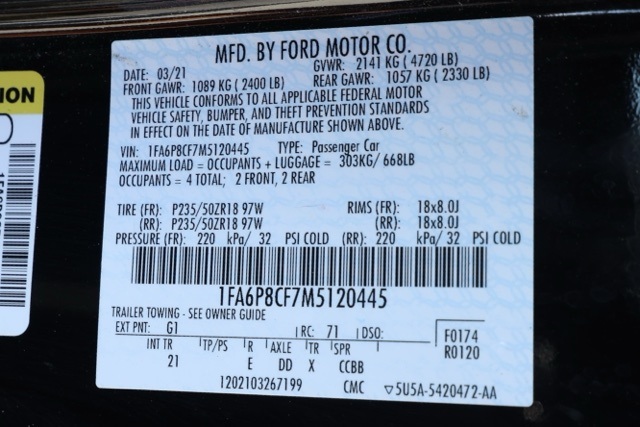 MFD. BY FORD MOTOR CO.
DATE: 03/21 GVWR: 2141 KG ( 4720 LB)
FRONT GAWR: 1089 KG ( 2400 LB) REAR GAWR: 1057 KG ( 2330 LB)
THIS VEHICLE CONFORMS TO ALL APPLICABLE FEDERAL MOTOR
VEHICLE SAFETY, BUMPER, AND THEFT PREVENTION STANDARDS
IN EFFECT ON THE DATE OF MANUFACTURE SHOWN ABOVE.
VIN: 1FA6P8CF7M5120445 TYPE: Passenger Car
MAXIMUM LOAD = OCCUPANTS + LUGGAGE = 303KG/ 668LB
OCCUPANTS = 4 TOTAL; 2 FRONT, 2 REAR
TIRE (FR): P235/50ZR18 97W RIMS (FR): 18x8.0J
(RR): P235/50ZR18 97W (RR): 18x8.0J
PRESSURE (FR): 220 kPa/ 32 PSI COLD (RR): 220 kPa/ 32 PSI COLD
1FA6P8CF7M5120445
TRAILER TOWING - SEE OWNER GUIDE
EXT PNT: G1 RC: 71 DSO: F0174
INT TR TP/PS R AXLE TR SPR R0120
21 E DD X CCBB
1202103267199 CMC ▽5U5A-5420472-AA